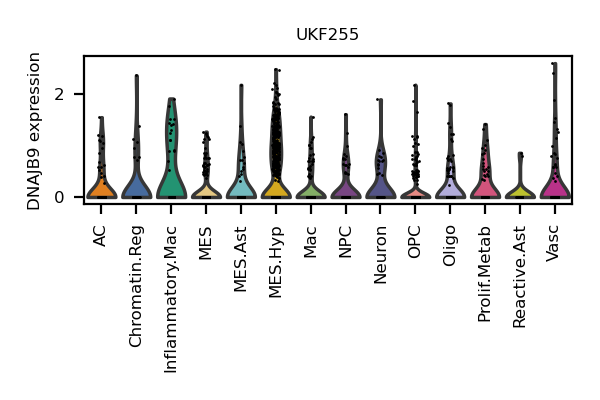 UKF255
DNAJB9 expression
2
0
AC
Chromatin.Reg
Inflammatory.Mac
MES
MES.Ast
MES.Hyp
Mac
NPC
Neuron
OPC
Oligo
Prolif.Metab
Reactive.Ast
Vasc